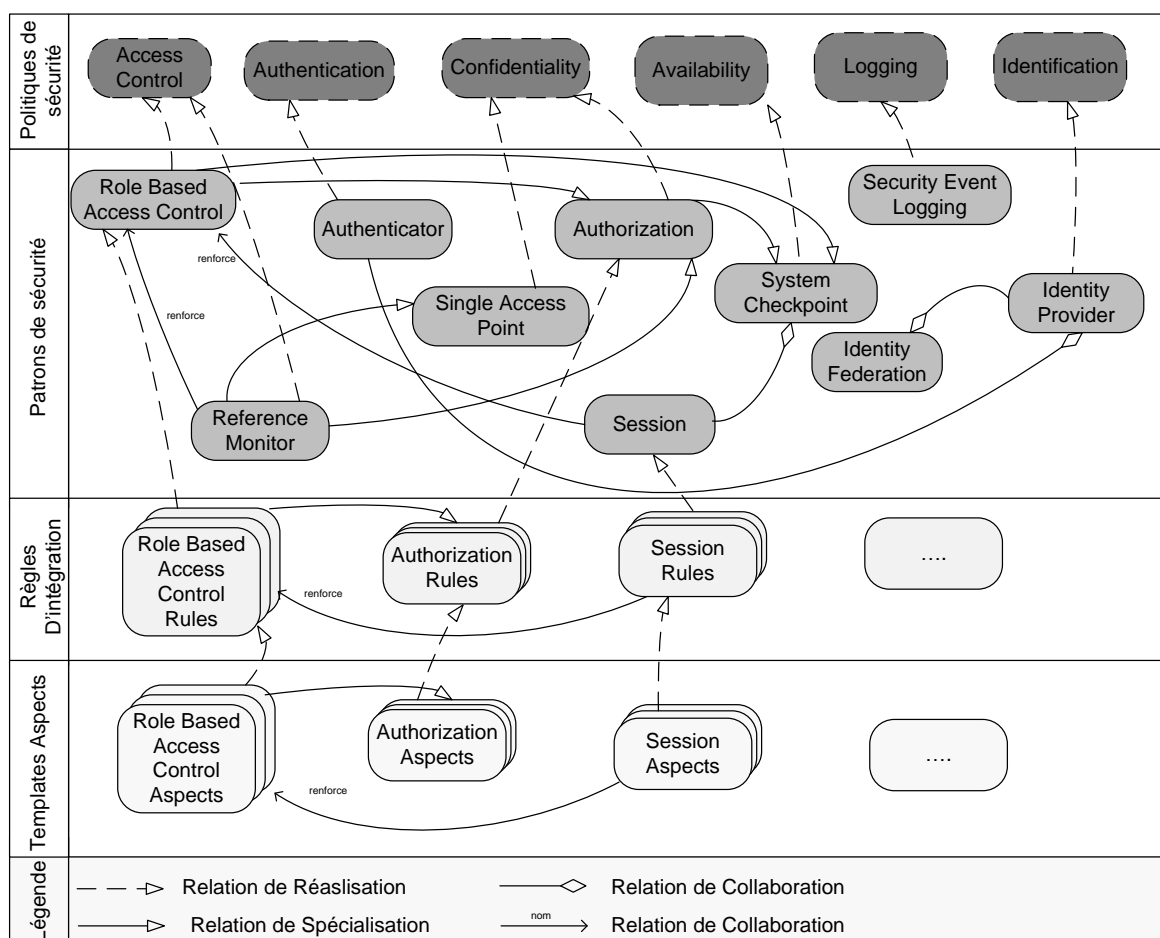 Politiques de
sécurité
Access
Control
Authentication
Confidentiality
Availability
Logging
Identification
Patrons de sécurité
Role Based
Access Control
Authenticator
Authorization
Security Event
Logging
renforce
System
Checkpoint
Identity
Provider
Single Access
Point
renforce
Identity
Federation
Reference
Monitor
Session
Règles
D'intégration
Role Based
Access
Control
Rules
Authorization
Rules
Session
Rules
....
renforce
Templates Aspects
Role Based
Access
Control
Aspects
Authorization
Aspects
Session
Aspects
....
renforce
Légende
Relation de Réaslisation
Relation de Collaboration
Relation de Spécialisation
nom
Relation de Collaboration